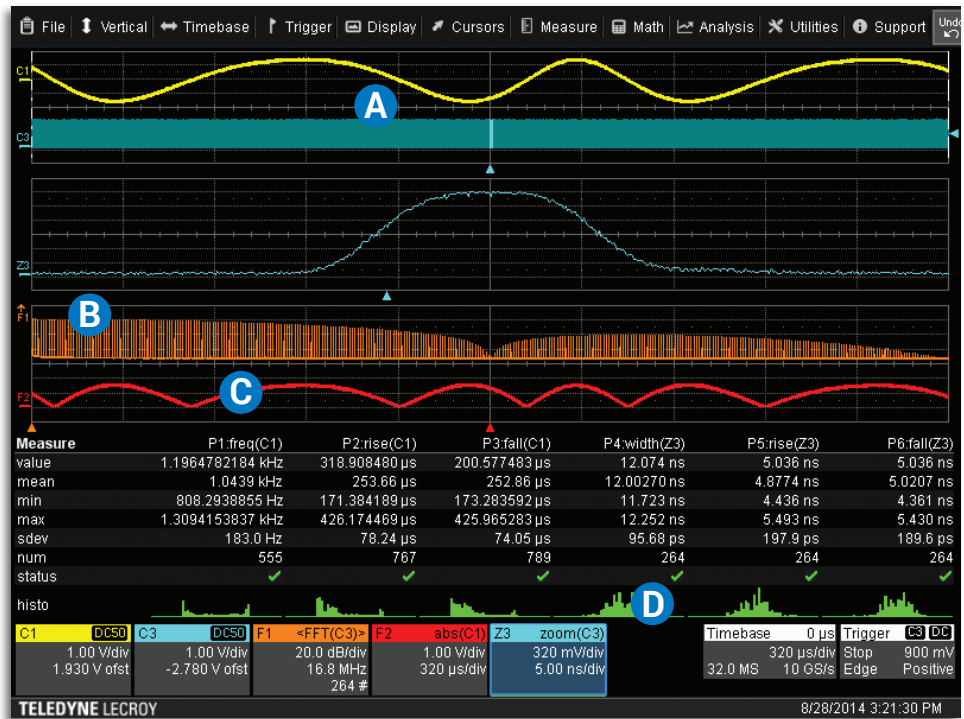 File Vertical Timebase Trigger Display Cursors Measure Math Analysis Utilities Support Undo
C1
A
C3
Z3
F1
B
F2
C
Measure P1:freq(C1) P2:rise(C1) P3:fall(C1) P4:width(Z3) P5:rise(Z3) P6:fall(Z3)
value 1.1964782184 kHz 318.908480 µs 200.577483 µs 12.074 ns 5.036 ns 5.036 ns
mean 1.0439 kHz 253.66 µs 252.86 µs 12.00270 ns 4.8774 ns 5.0207 ns
min 808.2938855 Hz 171.384189 µs 173.283592 µs 11.723 ns 4.436 ns 4.361 ns
max 1.3094153837 kHz 426.174469 µs 425.965283 µs 12.252 ns 5.493 ns 5.430 ns
sdev 183.0 Hz 78.24 µs 74.05 µs 95.68 ps 197.9 ps 189.6 ps
num 555 767 789 264 264 264
status
histo
D
C1 DC50 C3 DC50 F1 <FFT(C3)> F2 abs(C1) Z3 zoom(C3) Timebase 0 µs Trigger C3 DC
1.00 V/div 1.00 V/div 20.0 dB/div 1.00 V/div 320 mV/div 320 µs/div Stop 900 mV
1.930 V ofst -2.780 V ofst 16.8 MHz 320 µs/div 5.00 ns/div 32.0 MS 10 GS/s Edge Positive
264 #
TELEDYNE LECROY 8/28/2014 3:21:30 PM